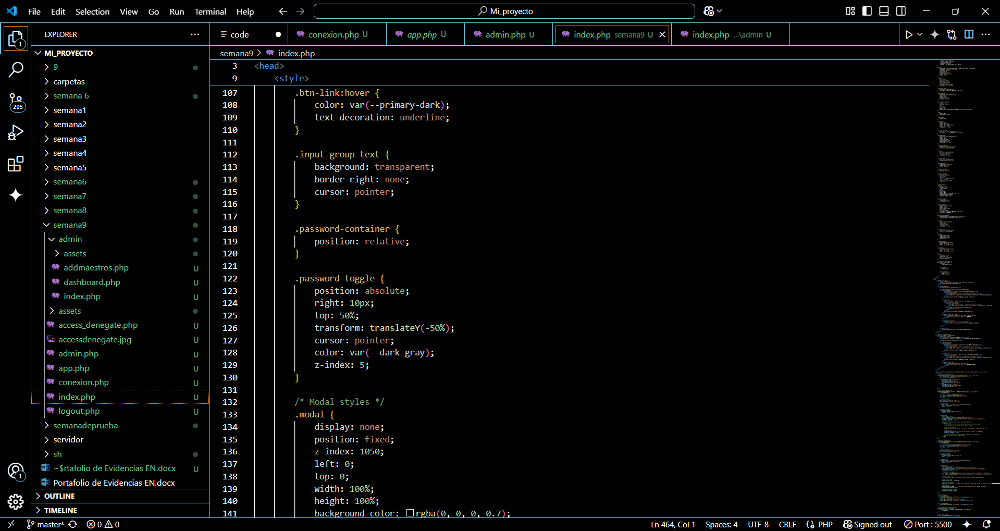 File Edit Selection View Go Run Terminal Help
Mi_proyecto
EXPLORER
code
conexion.php U
app.php U
admin.php U
index.php semana9 U
index.php ...\admin U
semana9 > index.php
1
205
1
MI_PROYECTO
9
carpetas
semana 6
semana1
semana2
semana3
semana4
semana5
semana6
semana7
semana8
semana9
admin
assets
addmaestros.php U
dashboard.php U
index.php U
assets
access_denegate.php U
accessdenegate.jpg U
admin.php U
app.php U
conexion.php U
index.php U
logout.php U
semanadeprueba
servidor
sh
~$rtafolio de Evidencias EN.docx U
Portafolio de Evidencias EN.docx
OUTLINE
TIMELINE
3 <head>
9 <style>
107 .btn-link:hover {
108 color: var(--primary-dark);
109 text-decoration: underline;
110 }
111
112 .input-group-text {
113 background: transparent;
114 border-right: none;
115 cursor: pointer;
116 }
117
118 .password-container {
119 position: relative;
120 }
121
122 .password-toggle {
123 position: absolute;
124 right: 10px;
125 top: 50%;
126 transform: translateY(-50%);
127 cursor: pointer;
128 color: var(--dark-gray);
129 z-index: 5;
130 }
131
132 /* Modal styles */
133 .modal {
134 display: none;
135 position: fixed;
136 z-index: 1050;
137 left: 0;
138 top: 0;
139 width: 100%;
140 height: 100%;
141 background-color: rgba(0, 0, 0, 0.7);
master* 0 0
Ln 464, Col 1 Spaces: 4 UTF-8 CRLF {} PHP Signed out Port : 5500